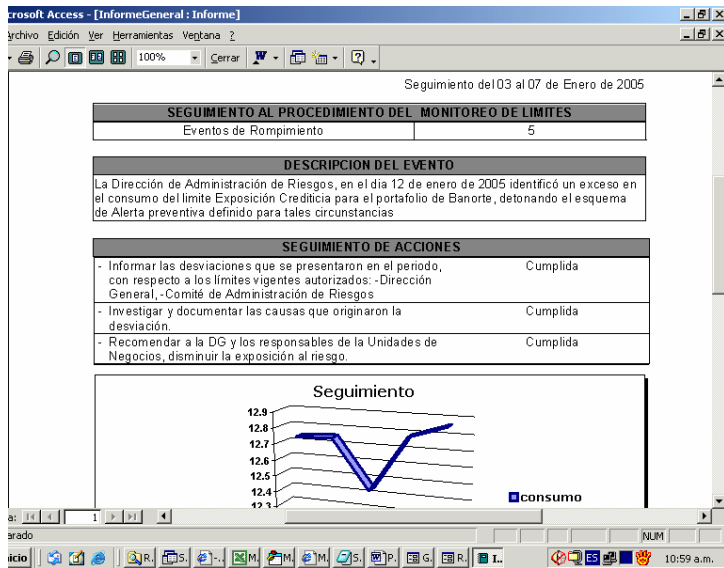 crosoft Access - [InformeGeneral : Informe]
Archivo Edición Ver Herramientas Ventana ?
100% Cerrar
Seguimiento del 03 al 07 de Enero de 2005
SEGUIMIENTO AL PROCEDIMIENTO DEL MONITOREO DE LIMITES
Eventos de Rompimiento 5
DESCRIPCION DEL EVENTO
La Dirección de Administración de Riesgos, en el dia 12 de enero de 2005 identificó un exceso en
el consumo del limite Exposición Crediticia para el portafolio de Banorte, detonando el esquema
de Alerta preventiva definido para tales circunstancias
SEGUIMIENTO DE ACCIONES
- Informar las desviaciones que se presentaron en el periodo, Cumplida
con respecto a los límites vigentes autorizados: -Dirección
General, -Comité de Administración de Riesgos
- Investigar y documentar las causas que originaron la Cumplida
desviación.
- Recomendar a la DG y los responsables de la Unidades de Cumplida
Negocios, disminuir la exposición al riesgo.
Seguimiento
12.9
12.8
12.7
12.6
12.5
12.4
12.3
consumo
a: 1
arado NUM
nicio R. S. -. M. M. M. S. P. G. R. I.. ES 10:59 a.m.